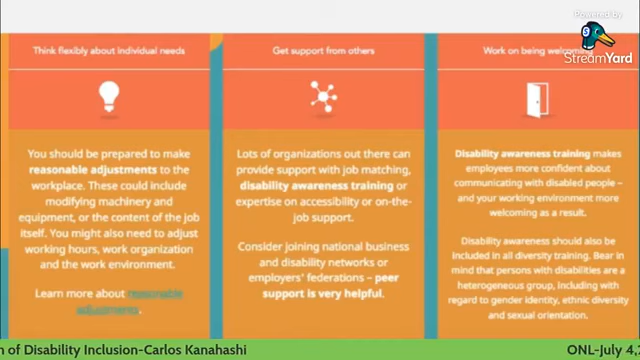 Powered by
StreamYard
Think flexibly about individual needs
You should be prepared to make
reasonable adjustments to the
workplace. These could include
modifying machinery and
equipment, or the content of the job
itself. You might also need to adjust
working hours, work organization
and the work environment.
Learn more about reasonable
adjustments.
Get support from others
Lots of organizations out there can
provide support with job matching,
disability awareness training or
expertise on accessibility or on-the-
job support.
Consider joining national business
and disability networks or
employers' federations – peer
support is very helpful.
Work on being welcoming
Disability awareness training makes
employees more confident about
communicating with disabled people –
and your working environment more
welcoming as a result.
Disability awareness should also be
included in all diversity training. Bear in
mind that persons with disabilities are a
heterogeneous group, including with
regard to gender identity, ethnic diversity
and sexual orientation.
of Disability Inclusion-Carlos Kanahashi
ONL-July 4,